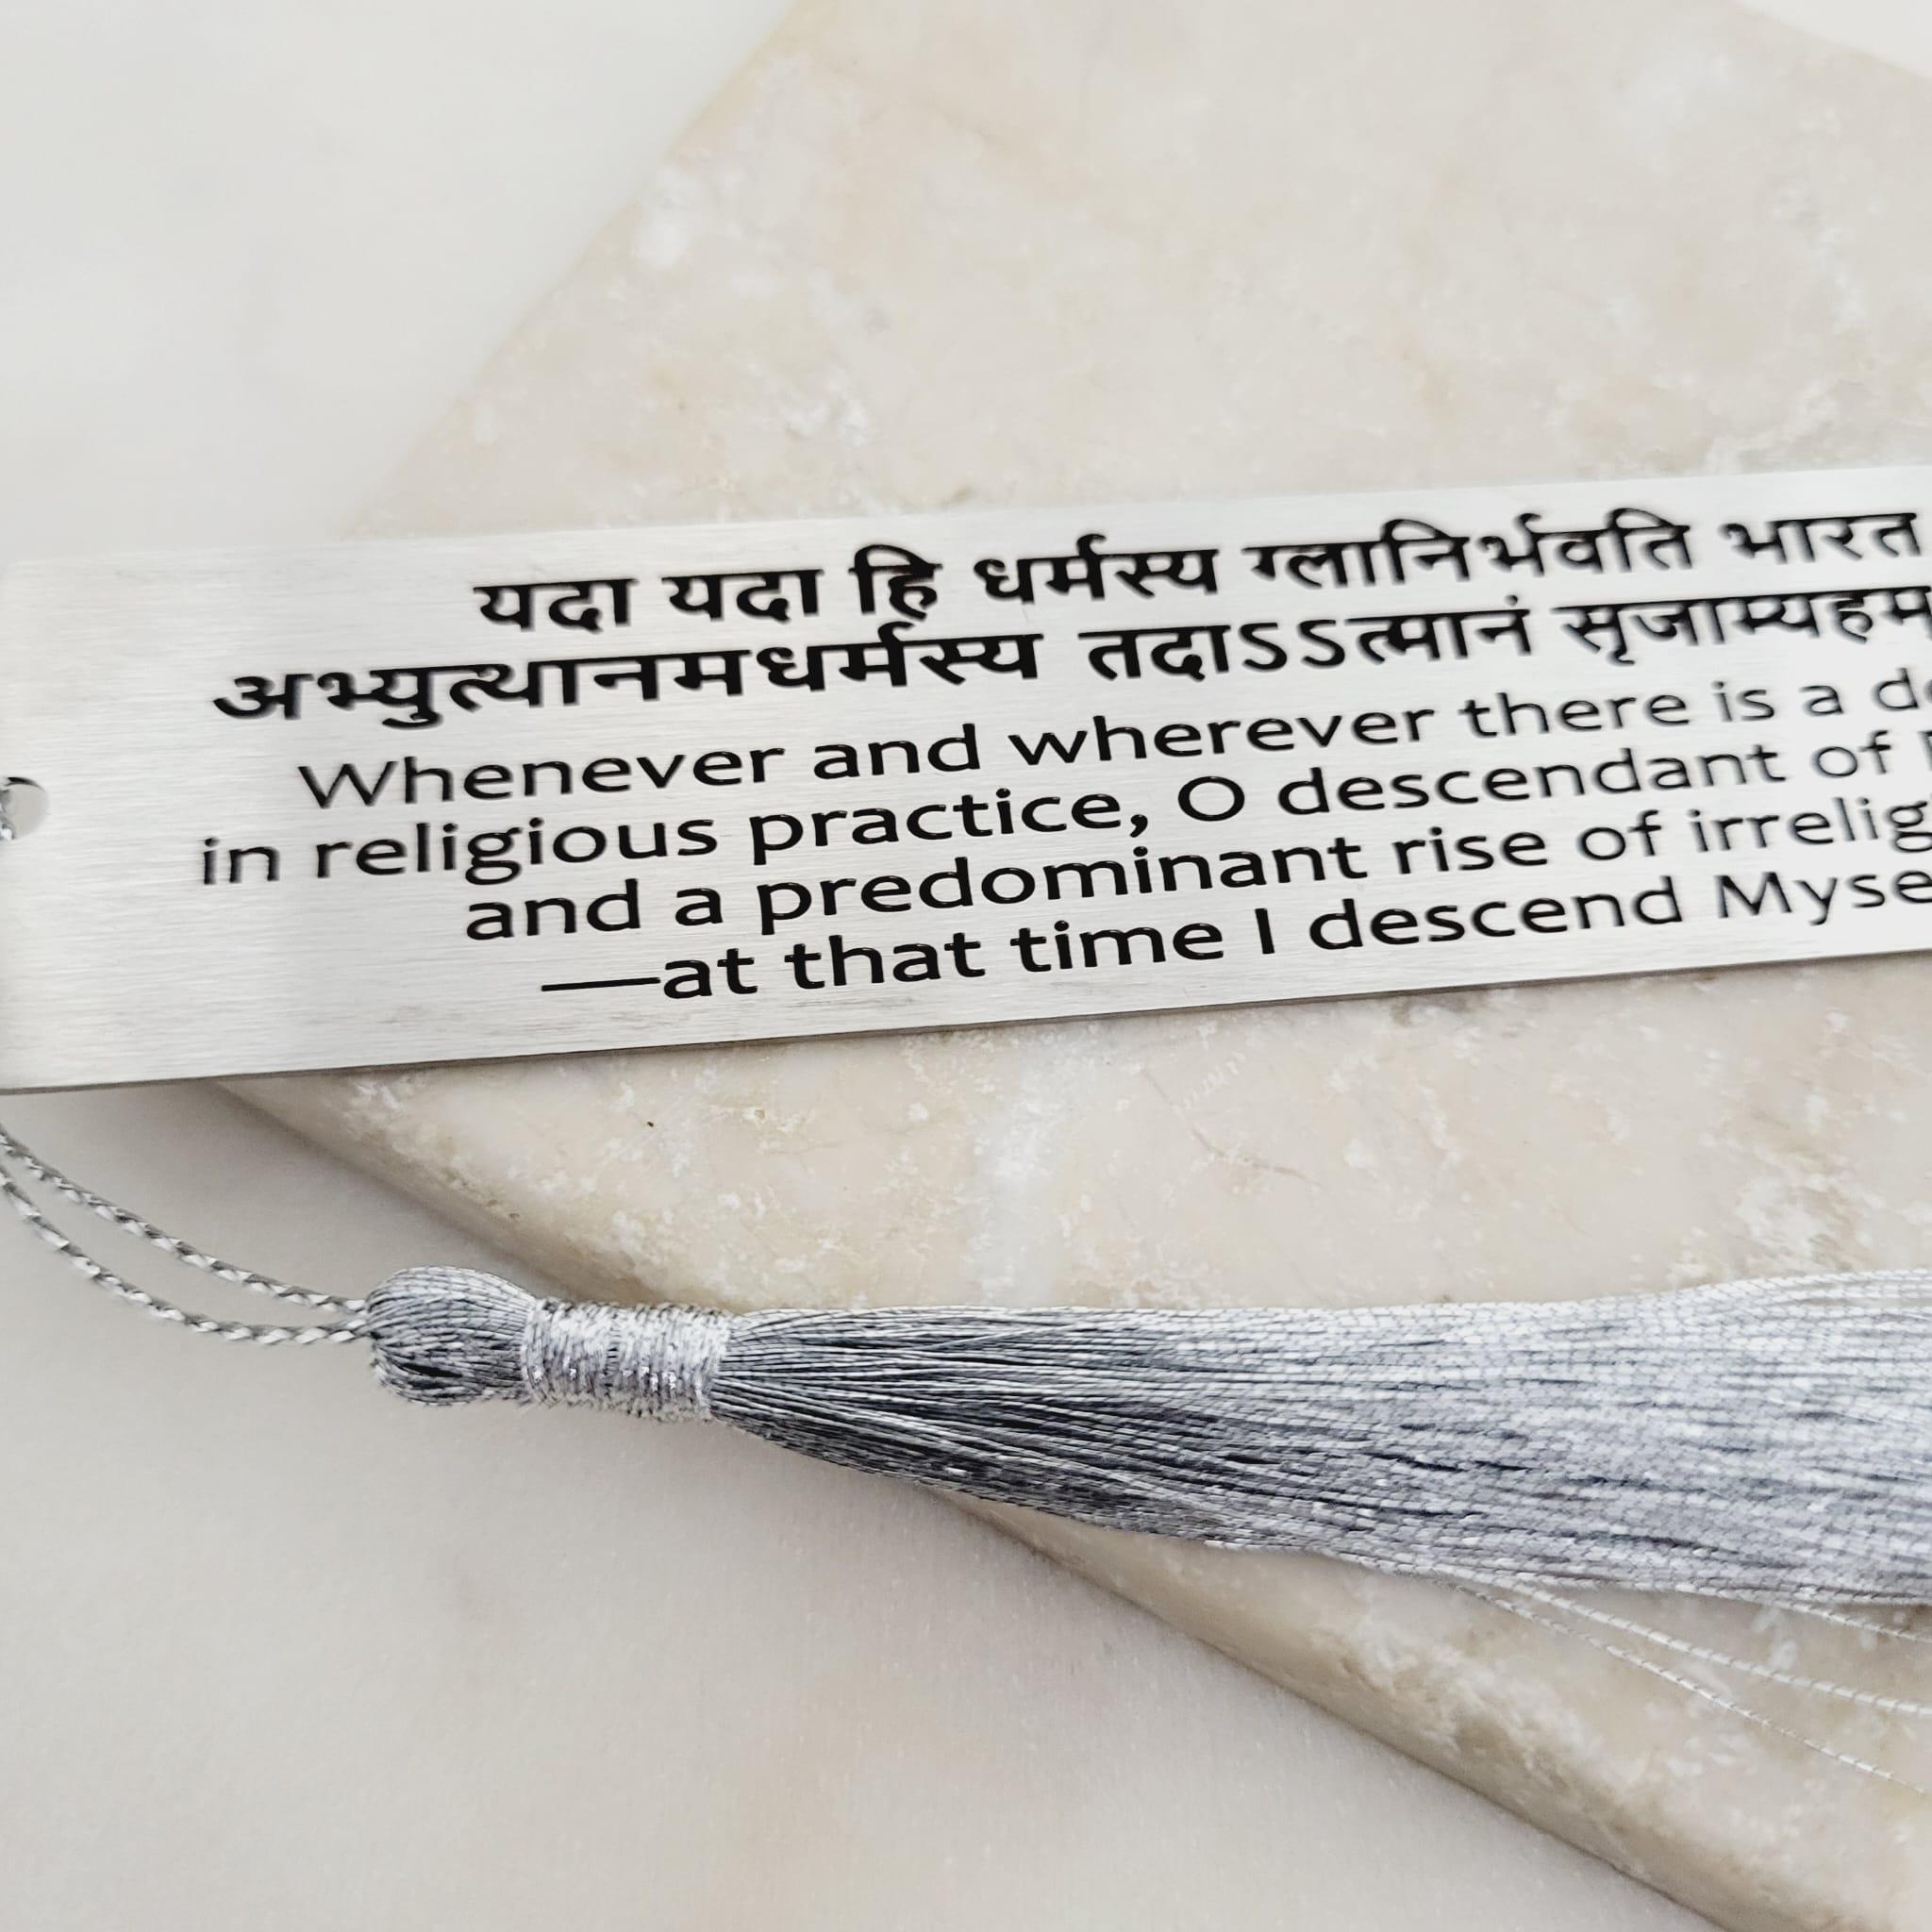 यदा यदा हि धर्मस्य ग्लानिर्भवति भारत
अभ्युत्थानमधर्मस्य तदाऽऽत्मानं सृजाम्यहम
Whenever and wherever there is a
in religious practice, O descendant of
and a predominant rise of
—at that time I descend